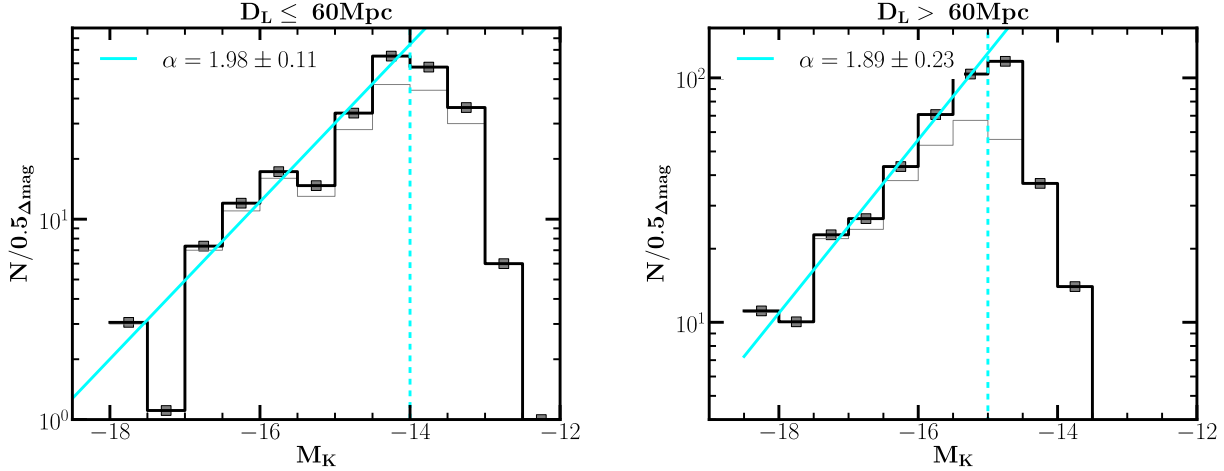 D_L ≤ 60Mpc
α = 1.98 ± 0.11
N/0.5_Δmag
10^1
10^0
−18 −16 −14 −12
M_K
D_L > 60Mpc
α = 1.89 ± 0.23
N/0.5_Δmag
10^2
10^1
−18 −16 −14 −12
M_K